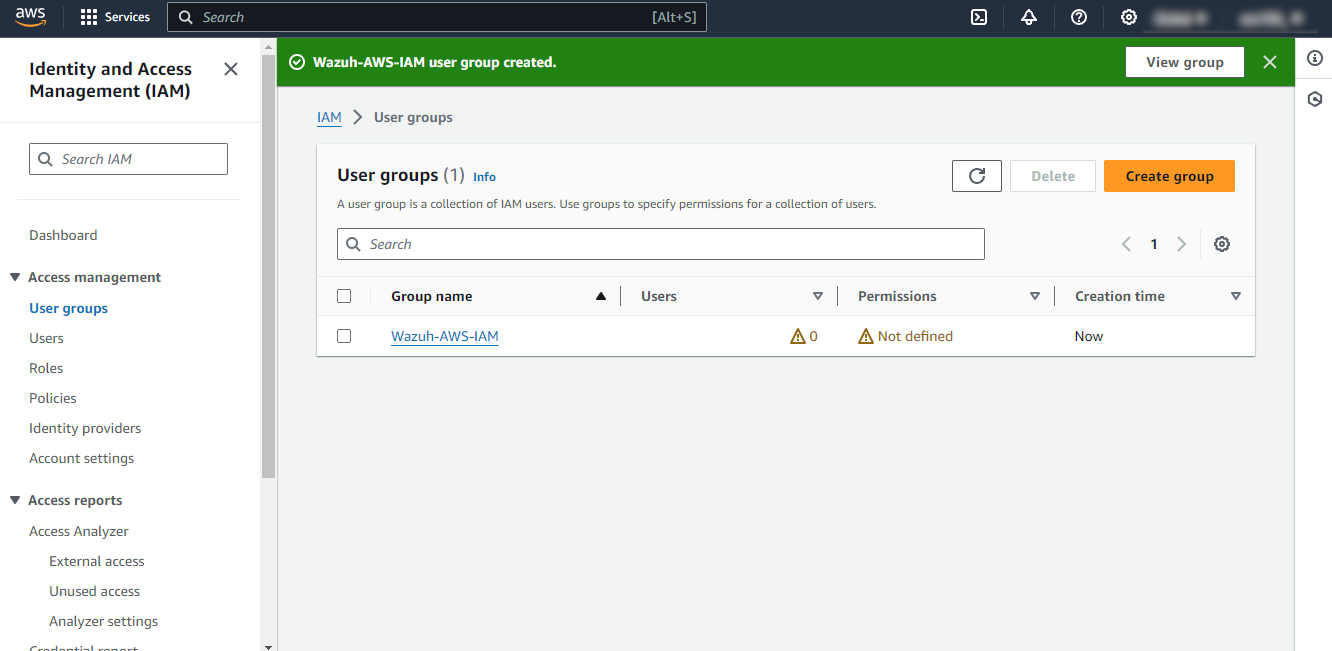 aws
Services
Search
[Alt+S]
Identity and Access
Management (IAM)
Search IAM
Dashboard
Access management
User groups
Users
Roles
Policies
Identity providers
Account settings
Access reports
Access Analyzer
External access
Unused access
Analyzer settings
Credential report
Wazuh-AWS-IAM user group created.
View group
IAM
User groups
User groups (1) Info
Delete
Create group
A user group is a collection of IAM users. Use groups to specify permissions for a collection of users.
Search
1
Group name Users Permissions Creation time
Wazuh-AWS-IAM 0 Not defined Now